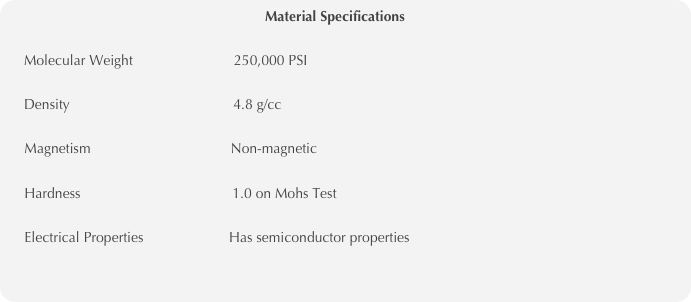 Material Specifications
Molecular Weight 250,000 PSI
Density 4.8 g/cc
Magnetism Non-magnetic
Hardness 1.0 on Mohs Test
Electrical Properties Has semiconductor properties